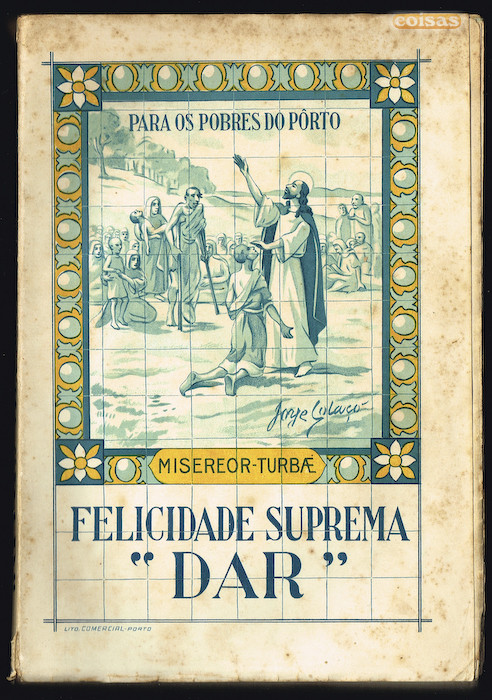 coisas
PARA OS POBRES DO PÔRTO
Jorge Colaço
MISEREOR-TURBÆ
FELICIDADE SUPREMA
“DAR”
LITO. COMERCIAL-PORTO